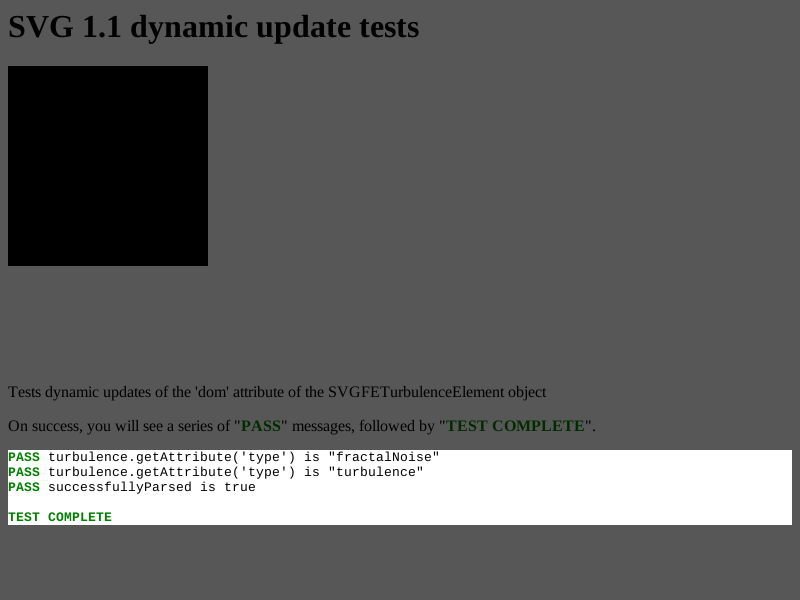 SVG 1.1 dynamic update tests
Tests dynamic updates of the 'dom' attribute of the SVGFETurbulenceElement object
On success, you will see a series of "PASS" messages, followed by "TEST COMPLETE".
PASS turbulence.getAttribute('type') is "fractalNoise"
PASS turbulence.getAttribute('type') is "turbulence"
PASS successfullyParsed is true
TEST COMPLETE